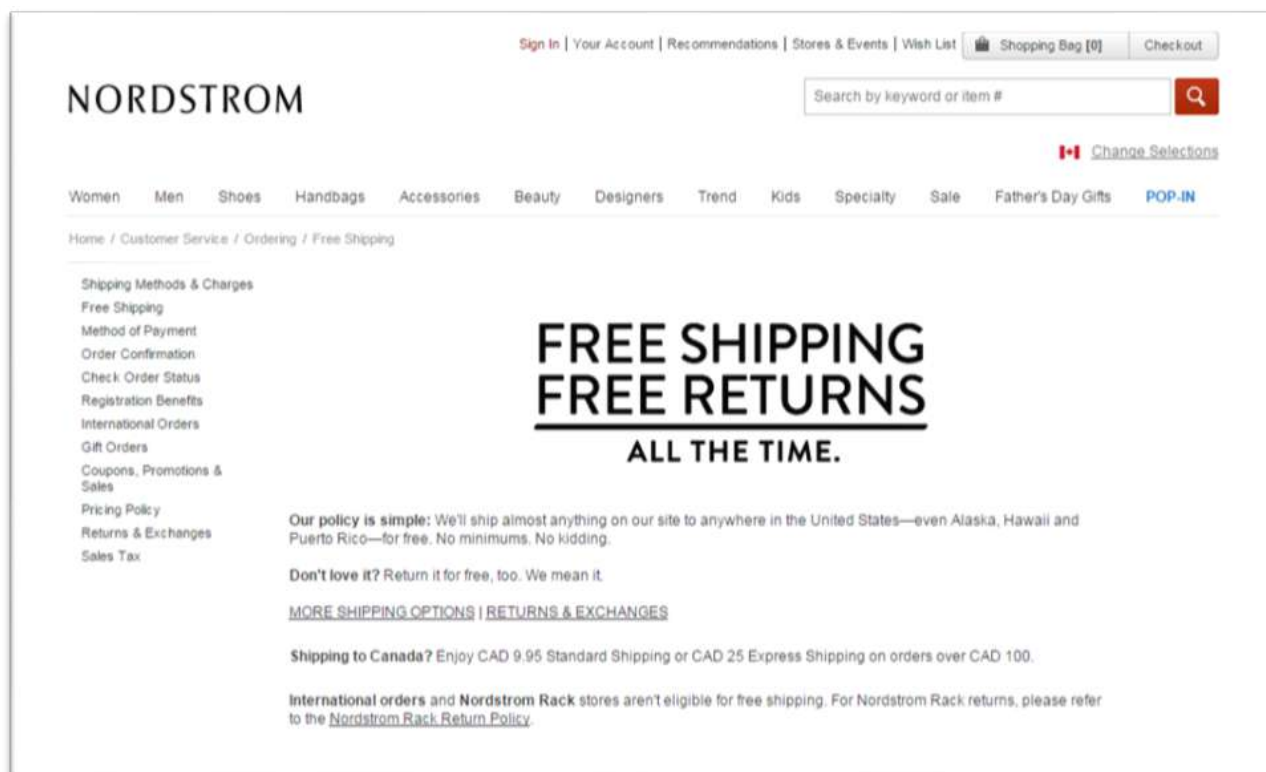 Sign In | Your Account | Recommendations | Stores & Events | Wish List Shopping Bag [0] Checkout
NORDSTROM
Search by keyword or item #
Change Selections
Women Men Shoes Handbags Accessories Beauty Designers Trend Kids Specialty Sale Father's Day Gifts POP-IN
Home / Customer Service / Ordering / Free Shipping
Shipping Methods & Charges
Free Shipping
Method of Payment
Order Confirmation
Check Order Status
Registration Benefits
International Orders
Gift Orders
Coupons, Promotions &
Sales
Pricing Policy
Returns & Exchanges
Sales Tax
FREE SHIPPING
FREE RETURNS
ALL THE TIME.
Our policy is simple: We'll ship almost anything on our site to anywhere in the United States—even Alaska, Hawaii and
Puerto Rico—for free. No minimums. No kidding.
Don't love it? Return it for free, too. We mean it.
MORE SHIPPING OPTIONS | RETURNS & EXCHANGES
Shipping to Canada? Enjoy CAD 9.95 Standard Shipping or CAD 25 Express Shipping on orders over CAD 100.
International orders and Nordstrom Rack stores aren't eligible for free shipping. For Nordstrom Rack returns, please refer
to the Nordstrom Rack Return Policy.